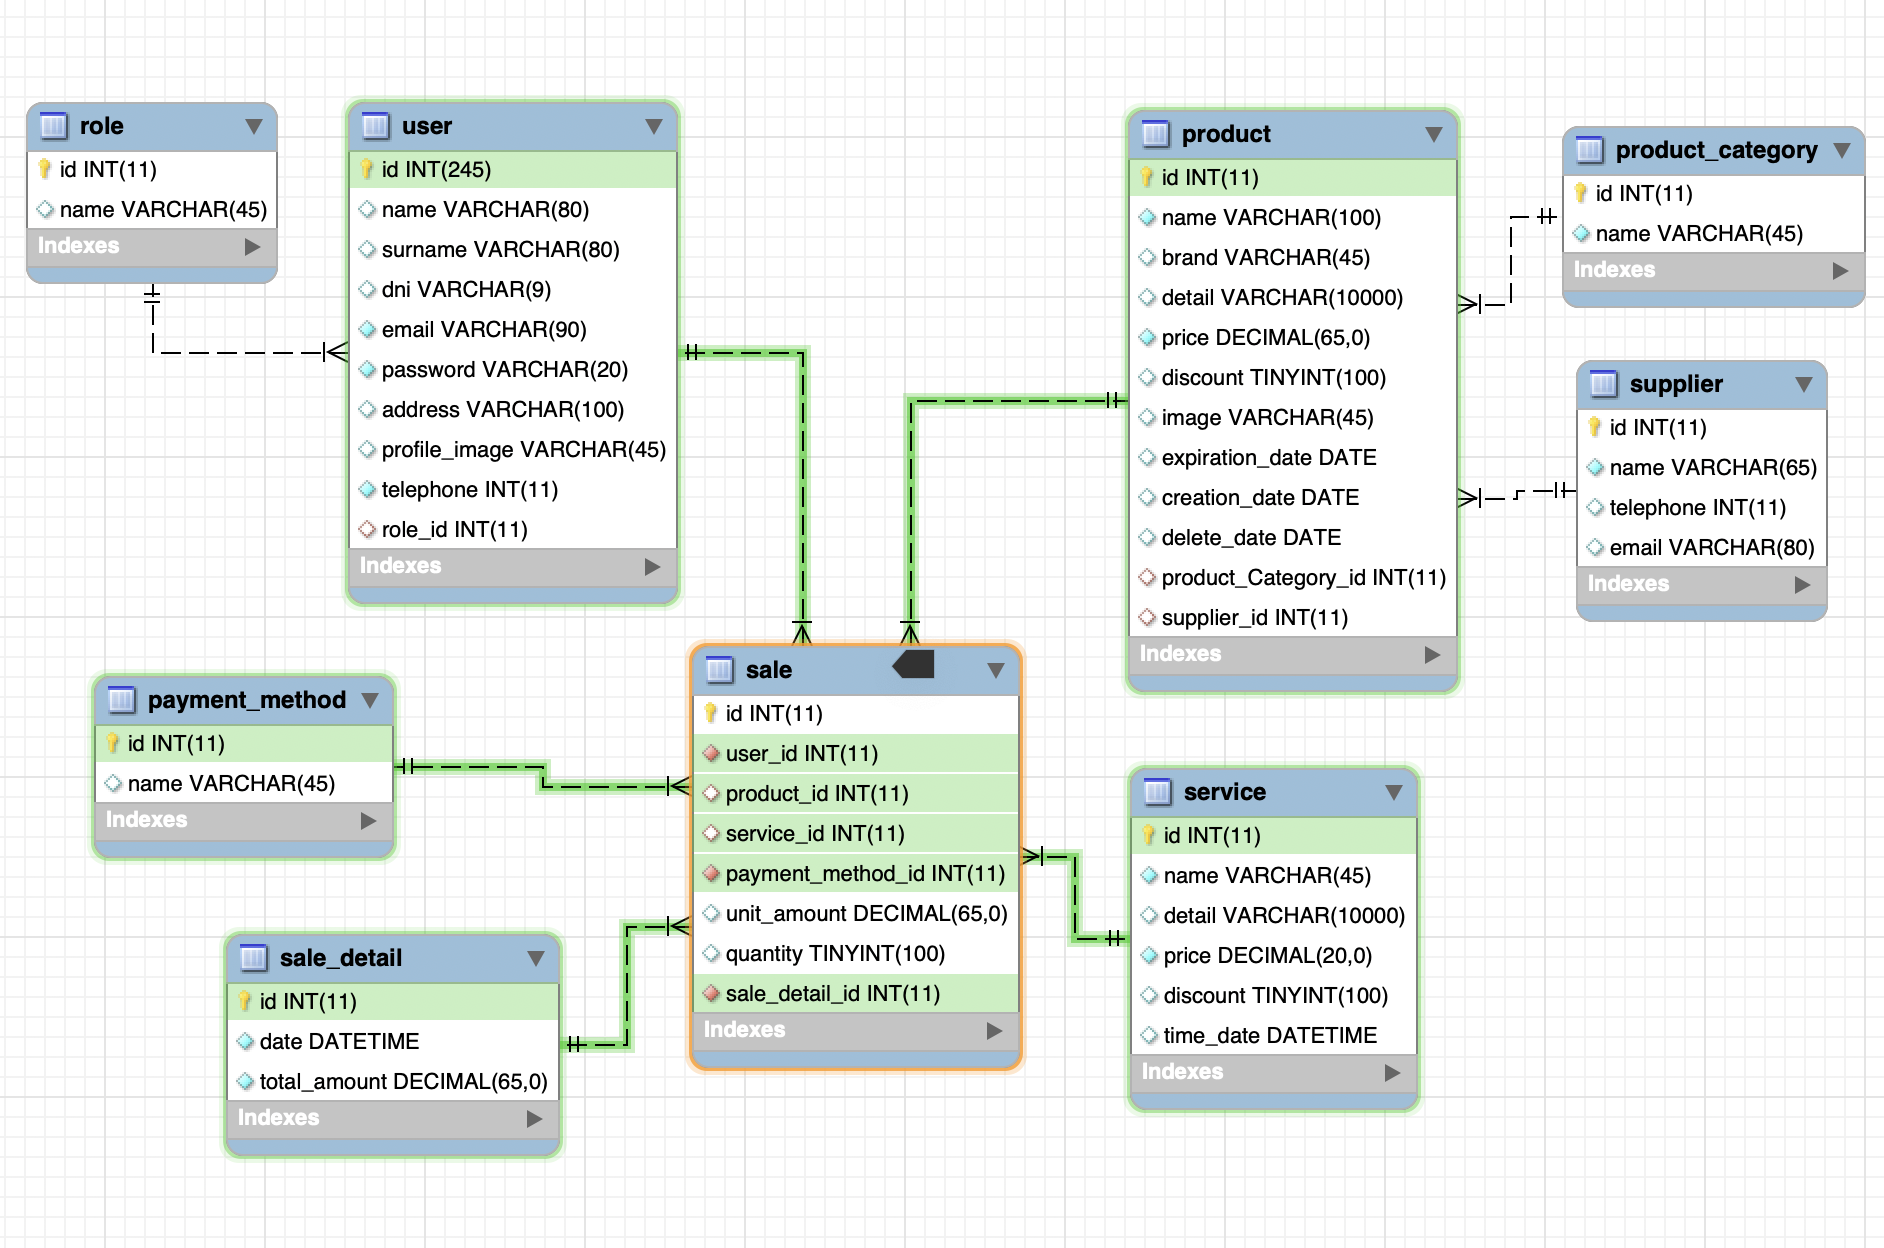 role
id INT(11)
name VARCHAR(45)
Indexes
user
id INT(245)
name VARCHAR(80)
surname VARCHAR(80)
dni VARCHAR(9)
email VARCHAR(90)
password VARCHAR(20)
address VARCHAR(100)
profile_image VARCHAR(45)
telephone INT(11)
role_id INT(11)
Indexes
product
id INT(11)
name VARCHAR(100)
brand VARCHAR(45)
detail VARCHAR(10000)
price DECIMAL(65,0)
discount TINYINT(100)
image VARCHAR(45)
expiration_date DATE
creation_date DATE
delete_date DATE
product_Category_id INT(11)
supplier_id INT(11)
Indexes
product_category
id INT(11)
name VARCHAR(45)
Indexes
supplier
id INT(11)
name VARCHAR(65)
telephone INT(11)
email VARCHAR(80)
Indexes
payment_method
id INT(11)
name VARCHAR(45)
Indexes
sale
id INT(11)
user_id INT(11)
product_id INT(11)
service_id INT(11)
payment_method_id INT(11)
unit_amount DECIMAL(65,0)
quantity TINYINT(100)
sale_detail_id INT(11)
Indexes
service
id INT(11)
name VARCHAR(45)
detail VARCHAR(10000)
price DECIMAL(20,0)
discount TINYINT(100)
time_date DATETIME
Indexes
sale_detail
id INT(11)
date DATETIME
total_amount DECIMAL(65,0)
Indexes